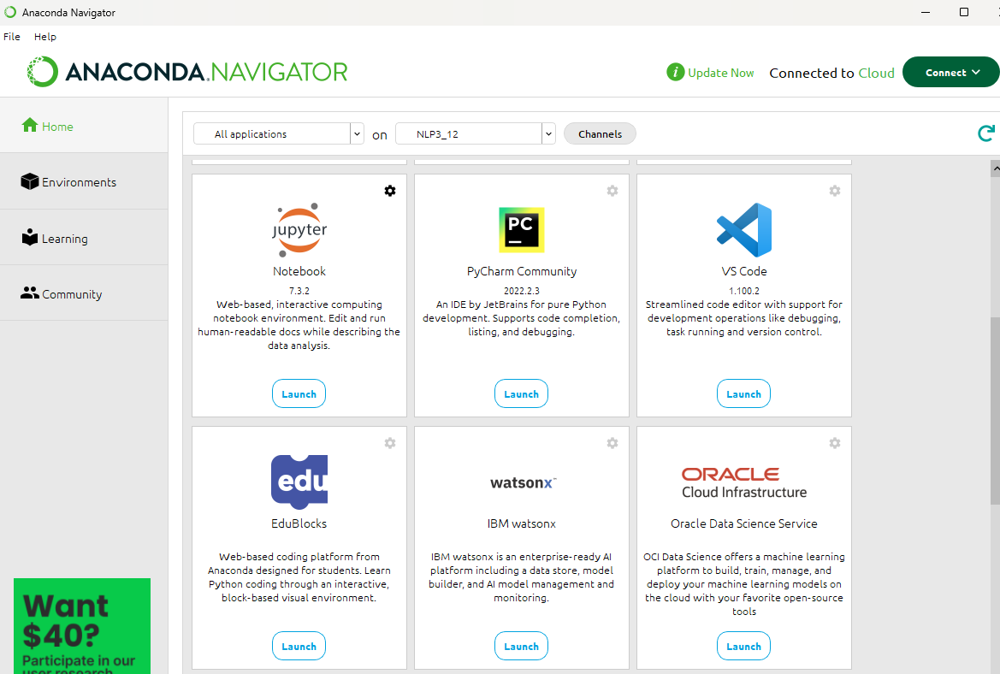 Anaconda Navigator
File Help
ANACONDA.NAVIGATOR
i Update Now Connected to Cloud Connect
Home
Environments
Learning
Community
All applications on NLP3_12 Channels
jupyter
Notebook
7.3.2
Web-based, interactive computing
notebook environment. Edit and run
human-readable docs while describing the
data analysis.
Launch
PC
PyCharm Community
2022.2.3
An IDE by JetBrains for pure Python
development. Supports code completion,
listing, and debugging.
Launch
VS Code
1.100.2
Streamlined code editor with support for
development operations like debugging,
task running and version control.
Launch
edu
EduBlocks
Web-based coding platform from
Anaconda designed for students. Learn
Python coding through an interactive,
block-based visual environment.
Launch
watsonx™
IBM watsonx
IBM watsonx is an enterprise-ready AI
platform including a data store, model
builder, and AI model management and
monitoring.
Launch
ORACLE
Cloud Infrastructure
Oracle Data Science Service
OCI Data Science offers a machine learning
platform to build, train, manage, and
deploy your machine learning models on
the cloud with your favorite open-source
tools
Launch
Want
$40?
Participate in our
user research